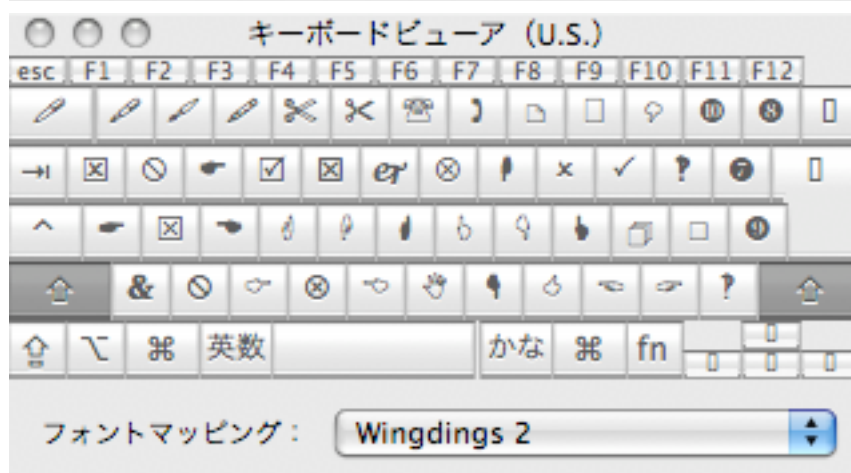 キーボードビューア (U.S.)
esc F1 F2 F3 F4 F5 F6 F7 F8 F9 F10 F11 F12
⌥ ⌘ 英数 かな ⌘ fn
フォントマッピング： Wingdings 2